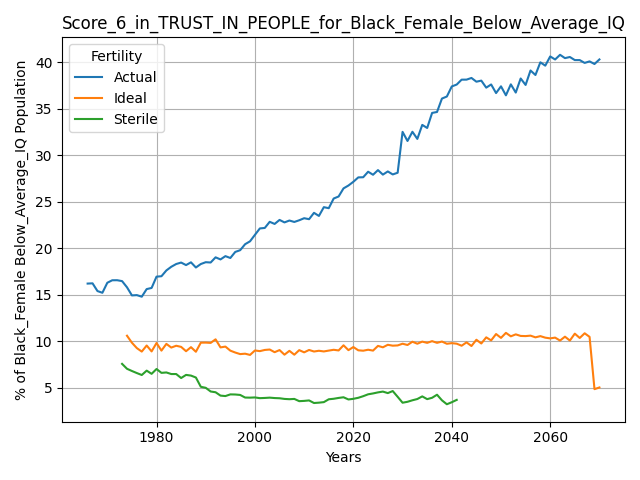 Score_6_in_TRUST_IN_PEOPLE_for_Black_Female_Below_Average_IQ
Fertility
Actual
Ideal
Sterile
% of Black_Female Below_Average_IQ Population
40
35
30
25
20
15
10
5
1980 2000 2020 2040 2060
Years